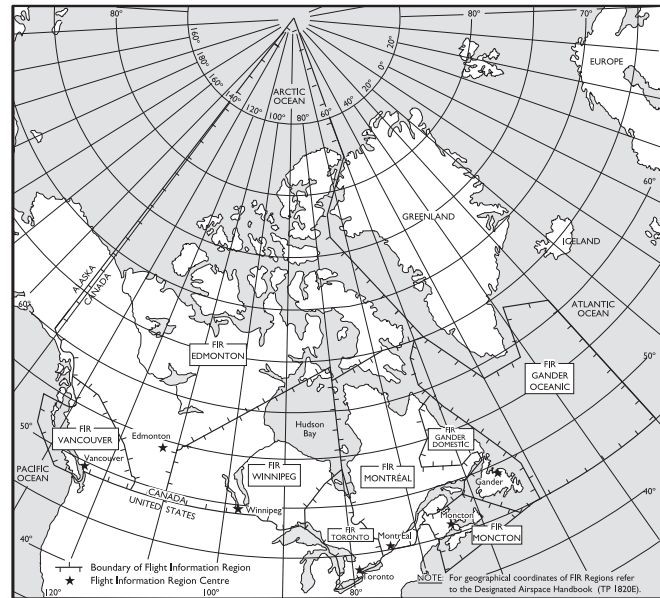 80°
80°
160°
160°
180°
160°
140°
120°
100°
80°
60°
40°
20°
0°
20°
70°
EUROPE
ARCTIC
OCEAN
60°
GREENLAND
ICELAND
ALASKA
CANADA
60°
ATLANTIC
OCEAN
FIR
EDMONTON
50°
FIR
GANDER
OCEANIC
50°
FIR
VANCOUVER
Edmonton
Hudson
Bay
FIR
GANDER
DOMESTIC
Vancouver
PACIFIC
OCEAN
FIR
WINNIPEG
FIR
MONTRÉAL
Gander
CANADA
UNITED STATES
Winnipeg
Moncton
40°
FIR
TORONTO
Montréal
FIR
MONCTON
40°
Boundary of Flight Information Region
Flight Information Region Centre
Toronto
NOTE: For geographical coordinates of FIR Regions refer
to the Designated Airspace Handbook (TP 1820E).
120°
100°
80°